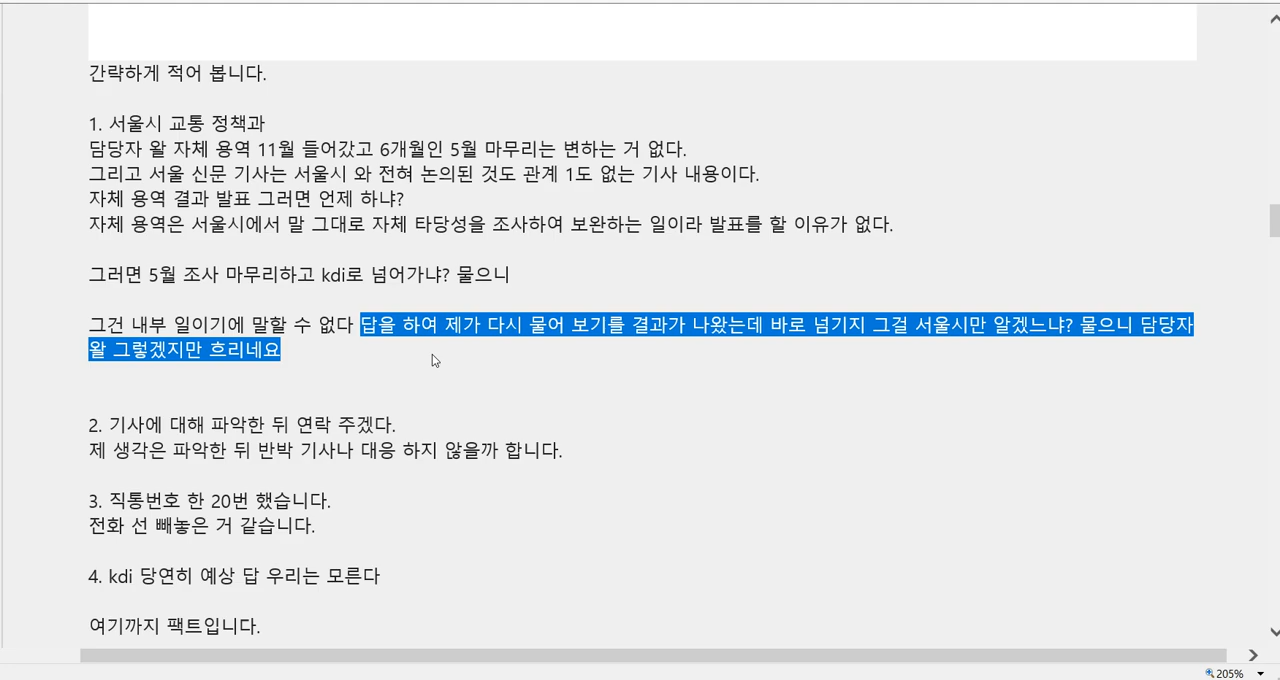 간략하게 적어 봅니다.
1. 서울시 교통 정책과
담당자 왈 자체 용역 11월 들어갔고 6개월인 5월 마무리는 변하는 거 없다.
그리고 서울 신문 기사는 서울시 와 전혀 논의된 것도 관계 1도 없는 기사 내용이다.
자체 용역 결과 발표 그러면 언제 하냐?
자체 용역은 서울시에서 말 그대로 자체 타당성을 조사하여 보완하는 일이라 발표를 할 이유가 없다.
그러면 5월 조사 마무리하고 kdi로 넘어가냐? 물으니
그건 내부 일이기에 말할 수 없다 답을 하여 제가 다시 물어 보기를 결과가 나왔는데 바로 넘기지 그걸 서울시만 알겠느냐? 물으니 담당자
왈 그렇겠지만 흐리네요
2. 기사에 대해 파악한 뒤 연락 주겠다.
제 생각은 파악한 뒤 반박 기사나 대응 하지 않을까 합니다.
3. 직통번호 한 20번 했습니다.
전화 선 빼놓은 거 같습니다.
4. kdi 당연히 예상 답 우리는 모른다
여기까지 팩트입니다.
205%